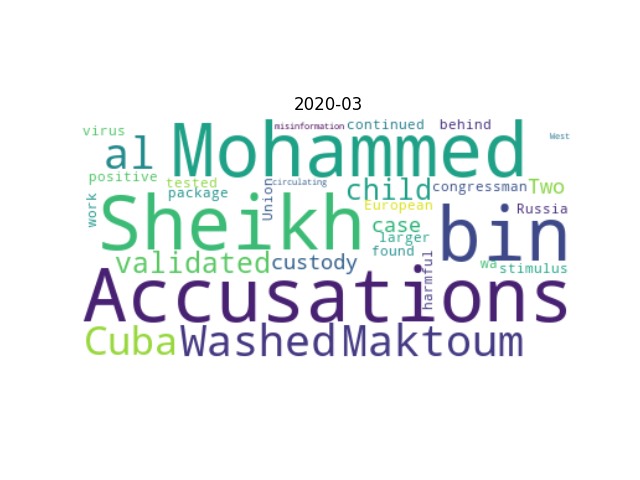 2020-03
misinformation continued behind
virus West
al Mohammed
positive tested circulating
package child congressman Two
work Union European Russia
Sheikh case bin
larger
found
validated custody harmful wa stimulus
Accusations
Cuba Washed Maktoum